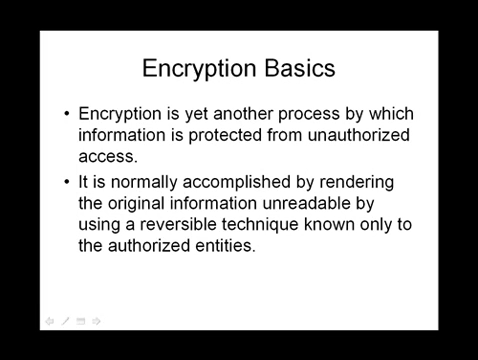 Encryption Basics
• Encryption is yet another process by which
information is protected from unauthorized
access.
• It is normally accomplished by rendering
the original information unreadable by
using a reversible technique known only to
the authorized entities.